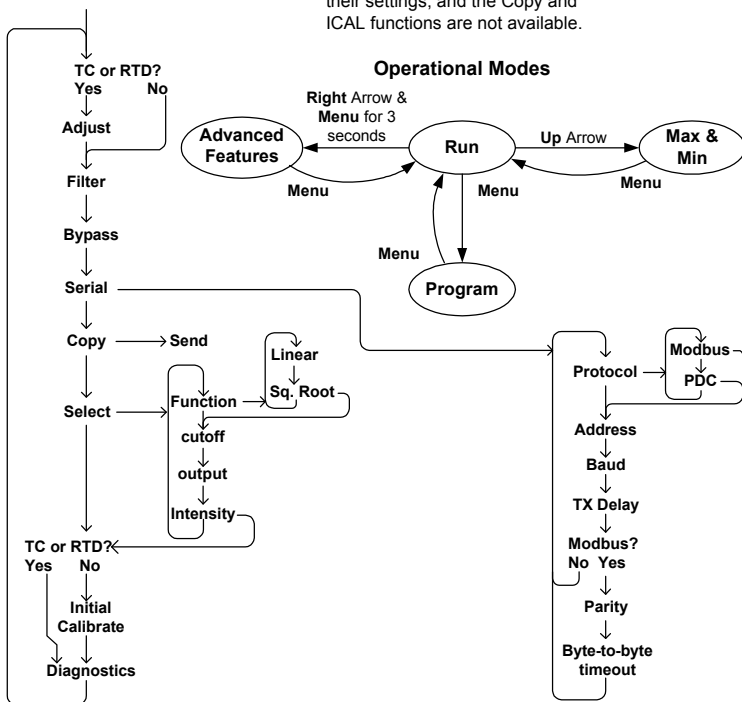 their settings, and the Copy and
ICAL functions are not available.
Operational Modes
TC or RTD?
Yes No
Adjust
Filter
Bypass
Serial
Copy
Send
Select
Function
Linear
Sq. Root
cutoff
output
Intensity
TC or RTD?
Yes No
Initial
Calibrate
Diagnostics
Right Arrow &
Menu for 3
seconds
Advanced
Features
Menu
Run
Up Arrow
Max &
Min
Menu
Menu
Menu
Program
Protocol
Modbus
PDC
Address
Baud
TX Delay
Modbus?
No Yes
Parity
Byte-to-byte
timeout